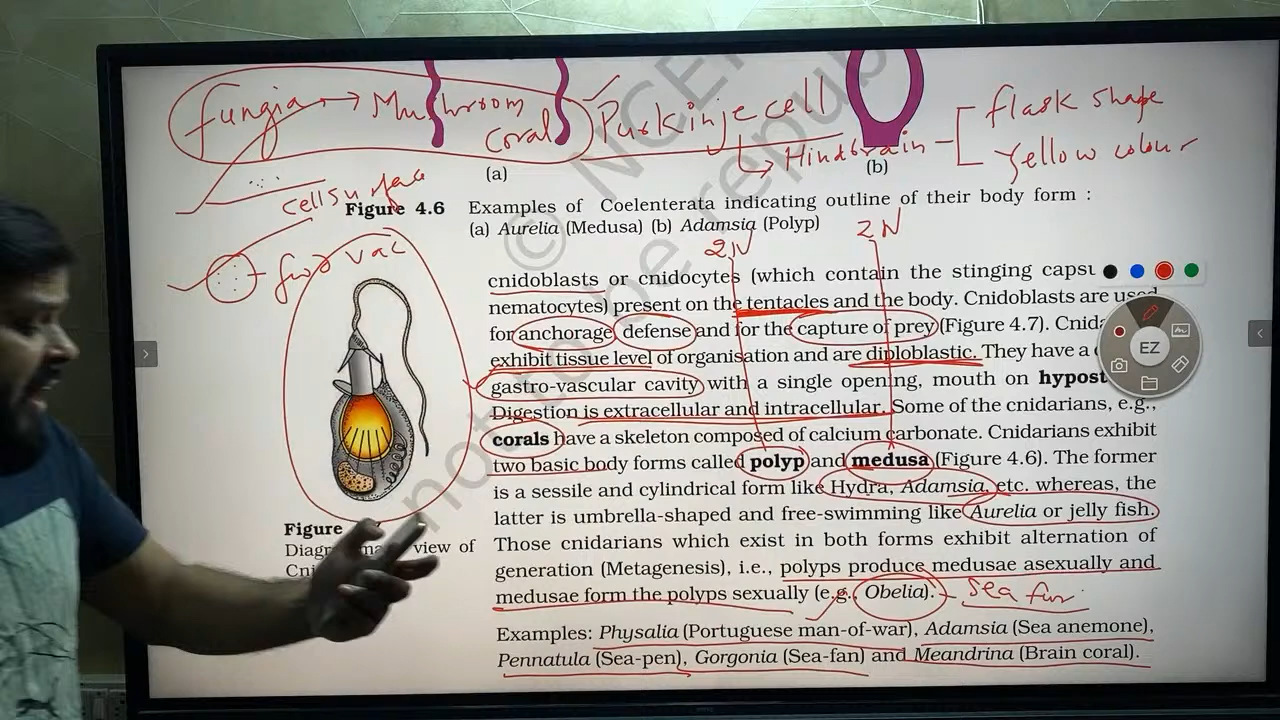 Fungia → Mushroom Coral
Purkinje cell
↳ Hindbrain
flask shape
Yellow colour
(a)
(b)
cell surface
Figure 4.6 Examples of Coelenterata indicating outline of their body form :
(a) Aurelia (Medusa) (b) Adamsia (Polyp)
2N
2N
food vac
cnidoblasts or cnidocytes (which contain the stinging capsu
nematocytes) present on the tentacles and the body. Cnidoblasts are used
for anchorage, defense and for the capture of prey (Figure 4.7). Cnida
exhibit tissue level of organisation and are diploblastic. They have a
gastro-vascular cavity with a single opening, mouth on hypost
Digestion is extracellular and intracellular. Some of the cnidarians, e.g.,
corals have a skeleton composed of calcium carbonate. Cnidarians exhibit
two basic body forms called polyp and medusa (Figure 4.6). The former
is a sessile and cylindrical form like Hydra, Adamsia, etc. whereas, the
latter is umbrella-shaped and free-swimming like Aurelia or jelly fish.
Those cnidarians which exist in both forms exhibit alternation of
generation (Metagenesis), i.e., polyps produce medusae asexually and
medusae form the polyps sexually (e.g., Obelia).
Sea fur
Examples: Physalia (Portuguese man-of-war), Adamsia (Sea anemone),
Pennatula (Sea-pen), Gorgonia (Sea-fan) and Meandrina (Brain coral).
Figure
view of
EZ
© NCERT
not to be republ